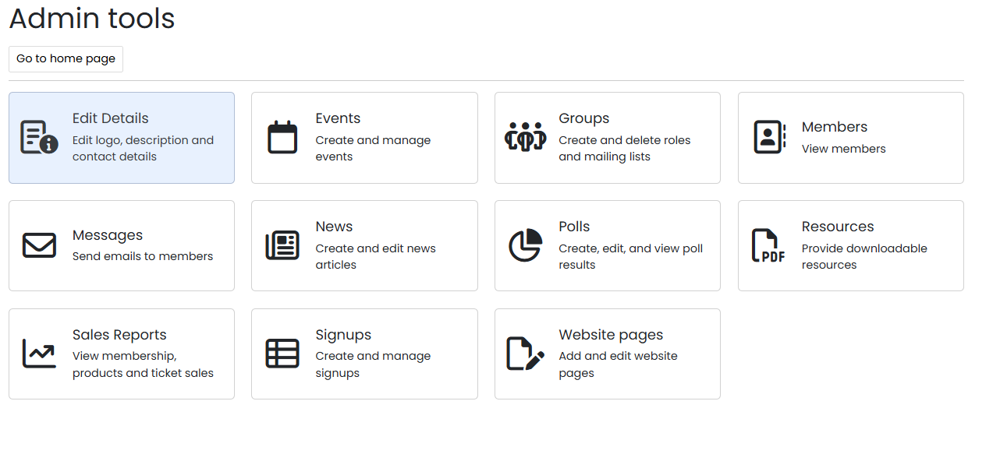 Admin tools
Go to home page
Edit Details
Edit logo, description and
contact details
Events
Create and manage
events
Groups
Create and delete roles
and mailing lists
Members
View members
Messages
Send emails to members
News
Create and edit news
articles
Polls
Create, edit, and view poll
results
PDF
Resources
Provide downloadable
resources
Sales Reports
View membership,
products and ticket sales
Signups
Create and manage
signups
Website pages
Add and edit website
pages